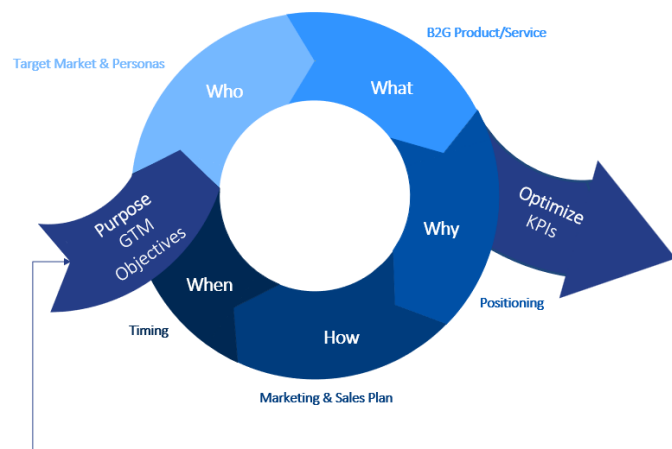 B2G Product/Service
Target Market & Personas
Who
What
Purpose
GTM
Objectives
Optimize
KPIs
Why
When
Positioning
Timing
How
Marketing & Sales Plan